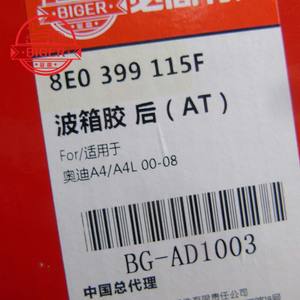 BIGER
8E0 399 115F
波箱胶 后（AT）
For/适用于
奥迪A4/A4L 00-08
BG-AD1003
中国总代理